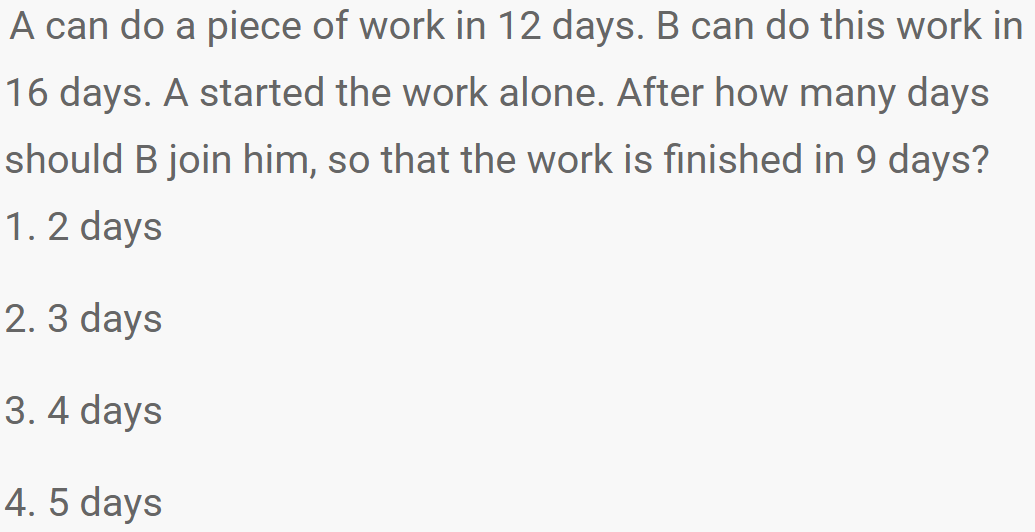 A can do a piece of work in 12 days. B can do this work in
16 days. A started the work alone. After how many days
should B join him, so that the work is finished in 9 days?
1. 2 days
2. 3 days
3. 4 days
4. 5 days